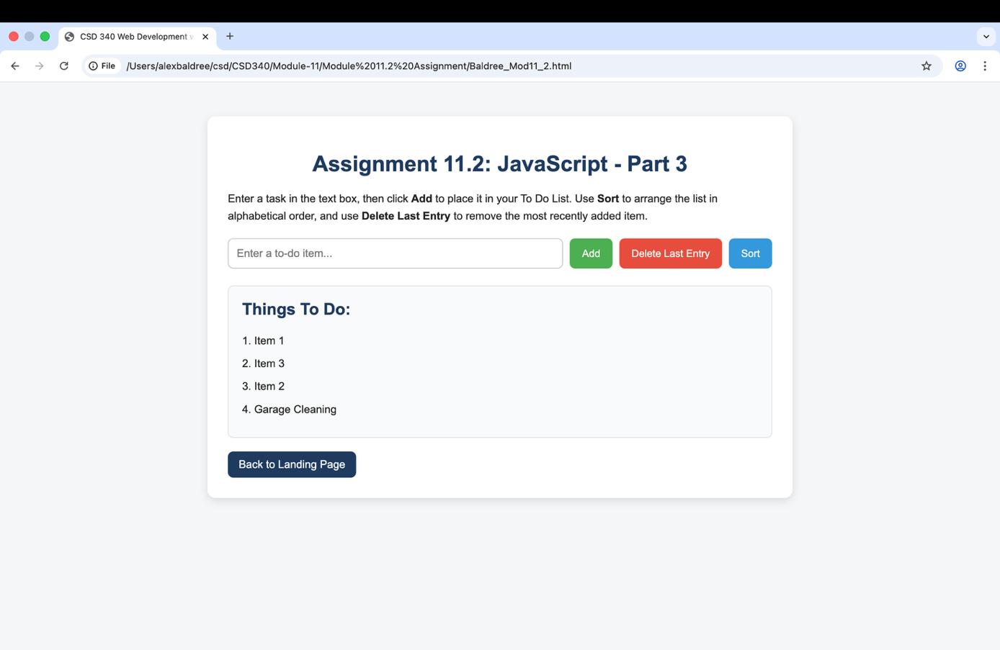 CSD 340 Web Development
File /Users/alexbaldree/csd/CSD340/Module-11/Module%2011.2%20Assignment/Baldree_Mod11_2.html
Assignment 11.2: JavaScript - Part 3
Enter a task in the text box, then click Add to place it in your To Do List. Use Sort to arrange the list in
alphabetical order, and use Delete Last Entry to remove the most recently added item.
Enter a to-do item... Add Delete Last Entry Sort
Things To Do:
1. Item 1
2. Item 3
3. Item 2
4. Garage Cleaning
Back to Landing Page